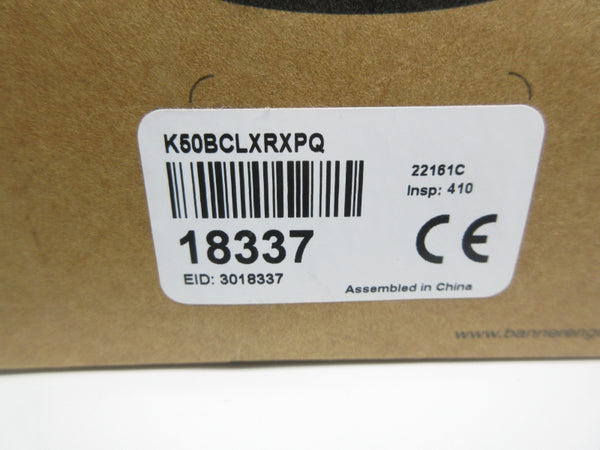 K50BCLXRXPQ
22161C
Insp: 410
18337
EID: 3018337
CE
Assembled in China